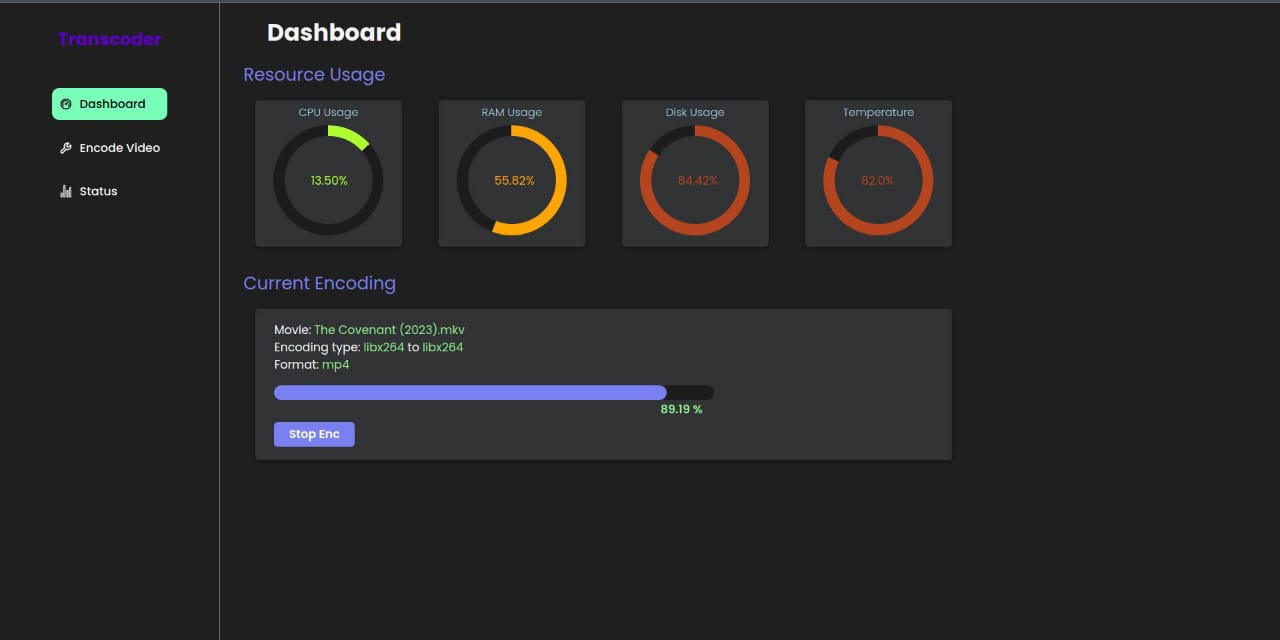 Transcoder
Dashboard
Encode Video
Status
Dashboard
Resource Usage
CPU Usage
13.50%
RAM Usage
55.82%
Disk Usage
84.42%
Temperature
82.0%
Current Encoding
Movie: The Covenant (2023).mkv
Encoding type: libx264 to libx264
Format: mp4
89.19 %
Stop Enc